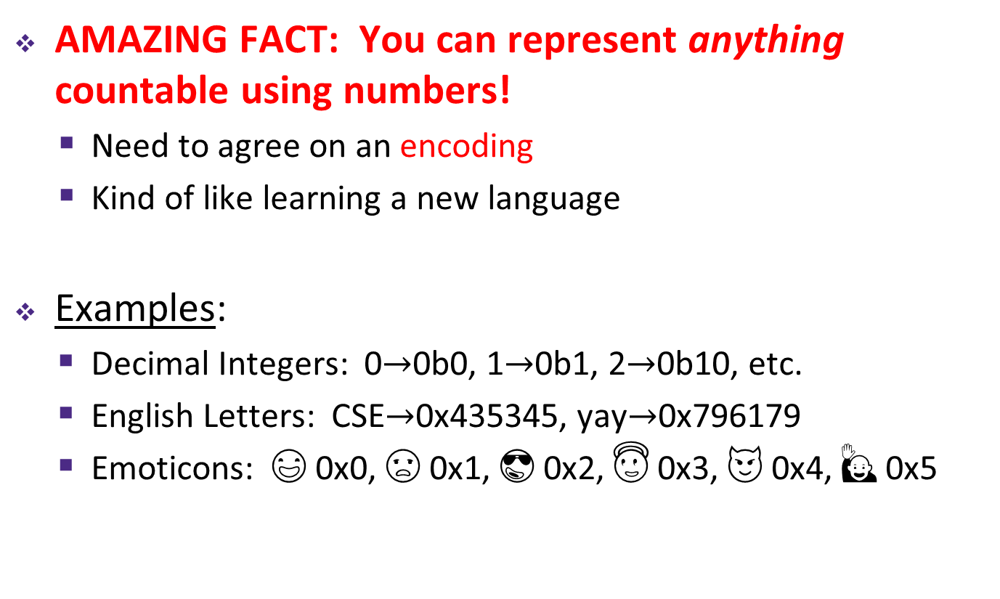 ❖ AMAZING FACT: You can represent anything
countable using numbers!
▪ Need to agree on an encoding
▪ Kind of like learning a new language
❖ Examples:
▪ Decimal Integers: 0→0b0, 1→0b1, 2→0b10, etc.
▪ English Letters: CSE→0x435345, yay→0x796179
▪ Emoticons: 😃 0x0, 😞 0x1, 😎 0x2, 😇 0x3, 😈 0x4, 🙋 0x5